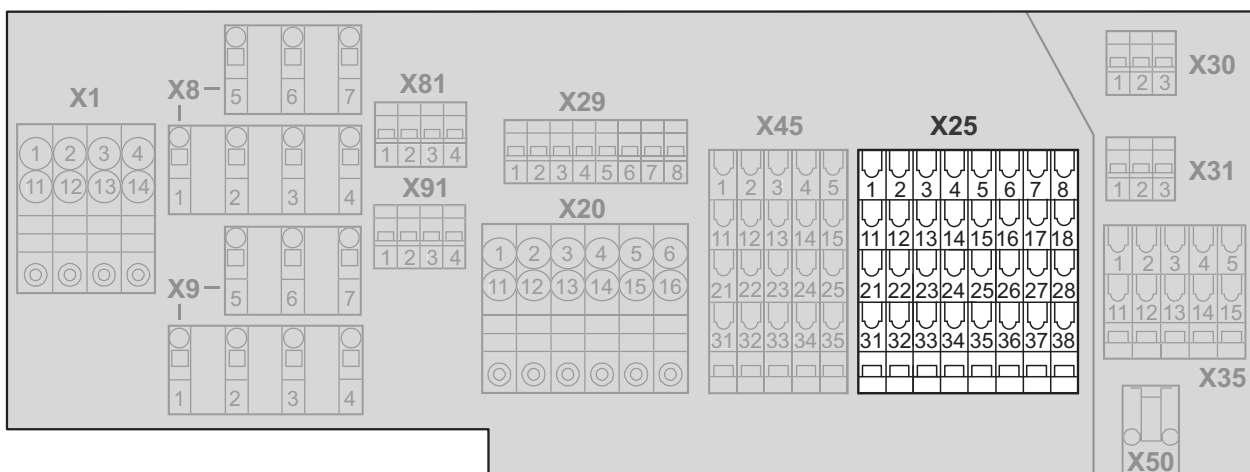 X1
1 2 3 4
11 12 13 14
X8
5 6 7
1 2 3 4
X9
5 6 7
1 2 3 4
X81
1 2 3 4
X91
1 2 3 4
X29
1 2 3 4 5 6 7 8
X20
1 2 3 4 5 6
11 12 13 14 15 16
X45
1 2 3 4 5
11 12 13 14 15
21 22 23 24 25
31 32 33 34 35
X25
1 2 3 4 5 6 7 8
11 12 13 14 15 16 17 18
21 22 23 24 25 26 27 28
31 32 33 34 35 36 37 38
X30
1 2 3
X31
1 2 3
1 2 3 4 5
11 12 13 14 15
X35
X50